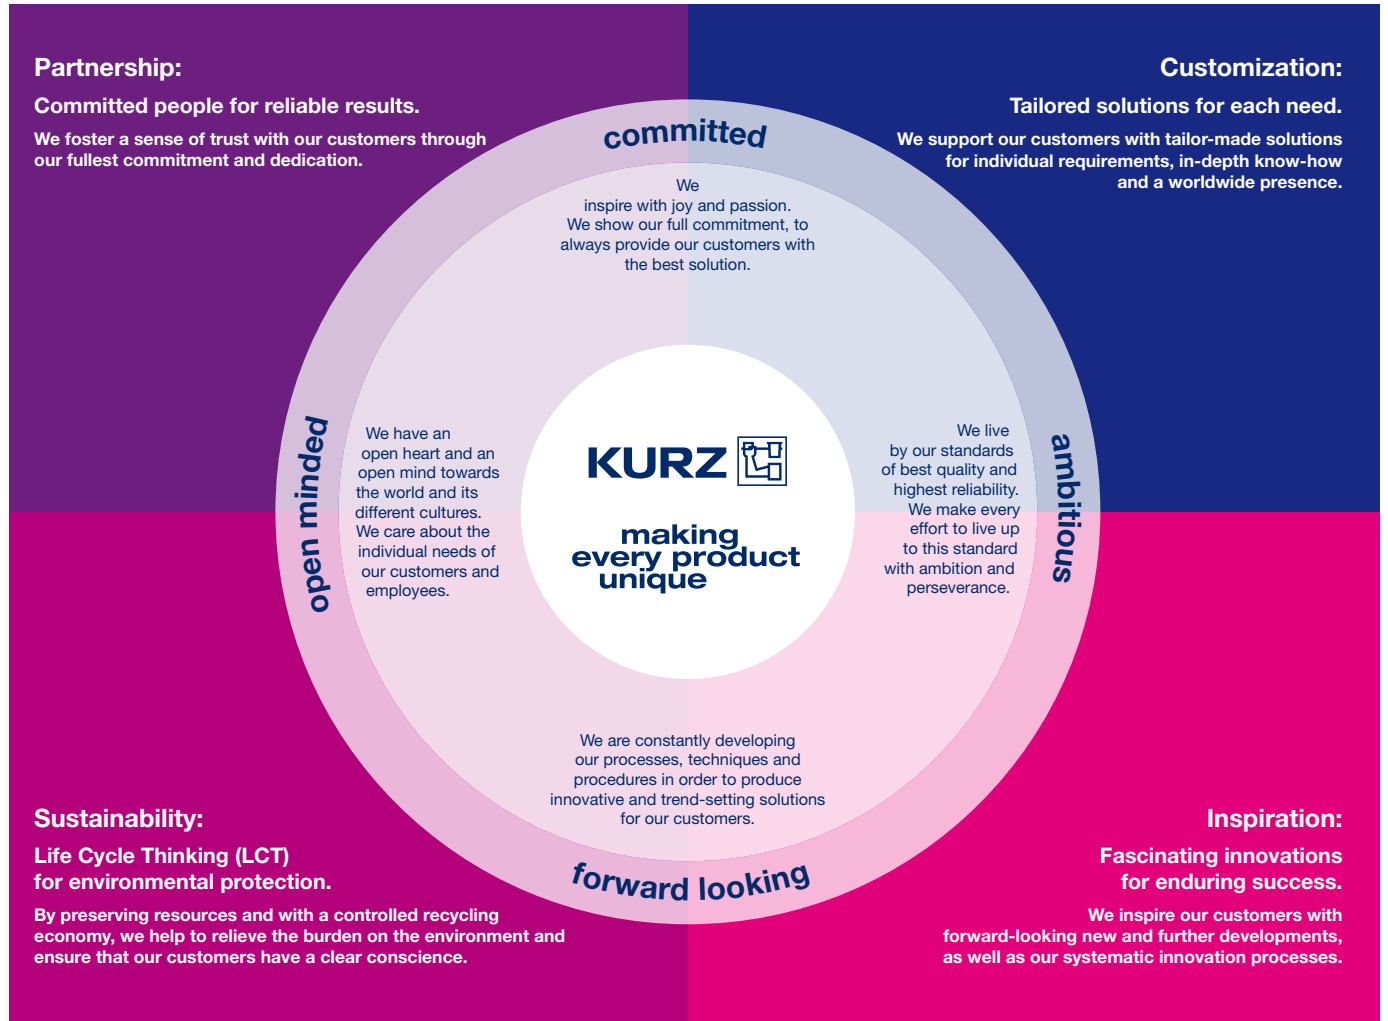 Partnership:
Committed people for reliable results.
We foster a sense of trust with our customers through
our fullest commitment and dedication.
Customization:
Tailored solutions for each need.
We support our customers with tailor-made solutions
for individual requirements, in-depth know-how
and a worldwide presence.
committed
We
inspire with joy and passion.
We show our full commitment, to
always provide our customers with
the best solution.
open minded
We have an
open heart and an
open mind towards
the world and its
different cultures.
We care about the
individual needs of
our customers and
employees.
KURZ
making
every product
unique
We live
by our standards
of best quality and
highest reliability.
We make every
effort to live up
to this standard
with ambition and
perseverance.
ambitious
We are constantly developing
our processes, techniques and
procedures in order to produce
innovative and trend-setting solutions
for our customers.
forward looking
Sustainability:
Life Cycle Thinking (LCT)
for environmental protection.
By preserving resources and with a controlled recycling
economy, we help to relieve the burden on the environment and
ensure that our customers have a clear conscience.
Inspiration:
Fascinating innovations
for enduring success.
We inspire our customers with
forward-looking new and further developments,
as well as our systematic innovation processes.